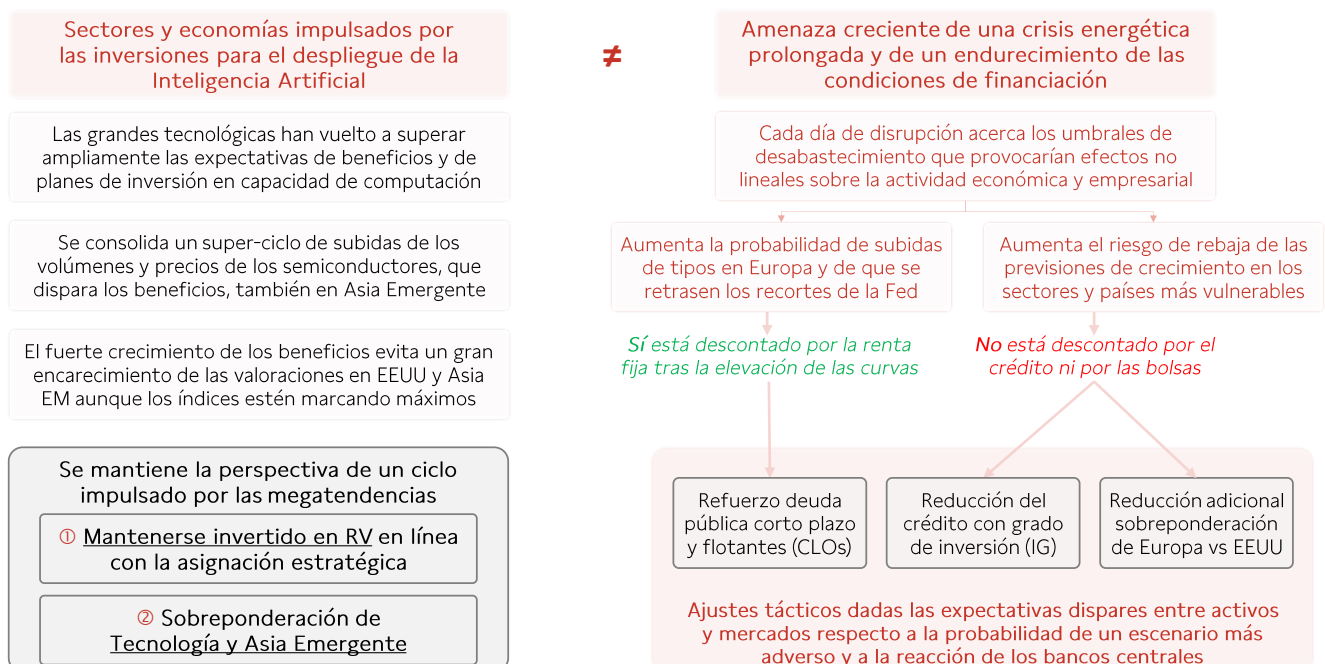 Sectores y economías impulsados por
las inversiones para el despliegue de la
Inteligencia Artificial
Las grandes tecnológicas han vuelto a superar
ampliamente las expectativas de beneficios y de
planes de inversión en capacidad de computación
Se consolida un super-ciclo de subidas de los
volúmenes y precios de los semiconductores, que
dispara los beneficios, también en Asia Emergente
El fuerte crecimiento de los beneficios evita un gran
encarecimiento de las valoraciones en EEUU y Asia
EM aunque los índices estén marcando máximos
Se mantiene la perspectiva de un ciclo
impulsado por las megatendencias
① Mantenerse invertido en RV en línea
con la asignación estratégica
② Sobreponderación de
Tecnología y Asia Emergente
≠
Amenaza creciente de una crisis energética
prolongada y de un endurecimiento de las
condiciones de financiación
Cada día de disrupción acerca los umbrales de
desabastecimiento que provocarían efectos no
lineales sobre la actividad económica y empresarial
Aumenta la probabilidad de subidas
de tipos en Europa y de que se
retrasen los recortes de la Fed
Aumenta el riesgo de rebaja de las
previsiones de crecimiento en los
sectores y países más vulnerables
Sí está descontado por la renta
fija tras la elevación de las curvas
No está descontado por el
crédito ni por las bolsas
Refuerzo deuda
pública corto plazo
y flotantes (CLOs)
Reducción del
crédito con grado
de inversión (IG)
Reducción adicional
sobreponderación
de Europa vs EEUU
Ajustes tácticos dadas las expectativas dispares entre activos
y mercados respecto a la probabilidad de un escenario más
adverso y a la reacción de los bancos centrales